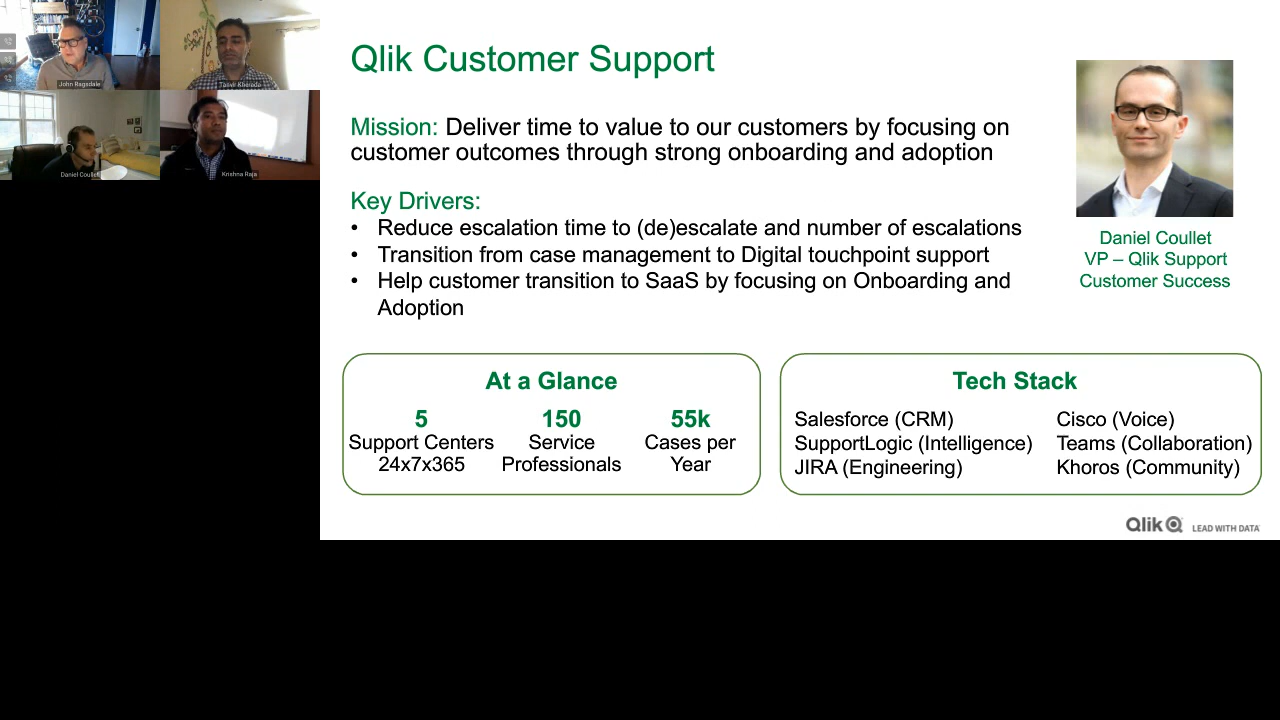 John Ragsdale
Tasvir Kherada
Daniel Coullet
Krishna Raja
Qlik Customer Support
Mission: Deliver time to value to our customers by focusing on
customer outcomes through strong onboarding and adoption
Key Drivers:
• Reduce escalation time to (de)escalate and number of escalations
• Transition from case management to Digital touchpoint support
• Help customer transition to SaaS by focusing on Onboarding and
Adoption
Daniel Coullet
VP – Qlik Support
Customer Success
At a Glance
5
Support Centers
24x7x365
150
Service
Professionals
55k
Cases per
Year
Tech Stack
Salesforce (CRM)
SupportLogic (Intelligence)
JIRA (Engineering)
Cisco (Voice)
Teams (Collaboration)
Khoros (Community)
Qlik LEAD WITH DATA